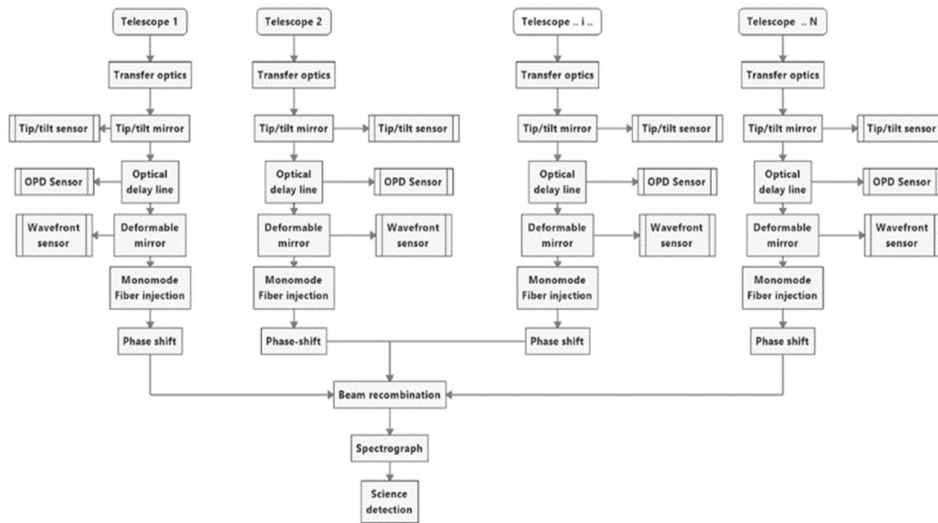 Telescope 1
Telescope 2
Telescope .. i ..
Telescope .. N
Transfer optics
Transfer optics
Transfer optics
Transfer optics
Tip/tilt sensor
Tip/tilt mirror
Tip/tilt mirror
Tip/tilt sensor
Tip/tilt mirror
Tip/tilt sensor
Tip/tilt mirror
Tip/tilt sensor
OPD Sensor
Optical
delay line
Optical
delay line
OPD Sensor
Optical
delay line
OPD Sensor
Optical
delay line
OPD Sensor
Wavefront
sensor
Deformable
mirror
Deformable
mirror
Wavefront
sensor
Deformable
mirror
Wavefront
sensor
Deformable
mirror
Wavefront
sensor
Monomode
Fiber injection
Monomode
Fiber injection
Monomode
Fiber injection
Monomode
Fiber injection
Phase shift
Phase-shift
Phase shift
Phase shift
Beam recombination
Spectrograph
Science
detection